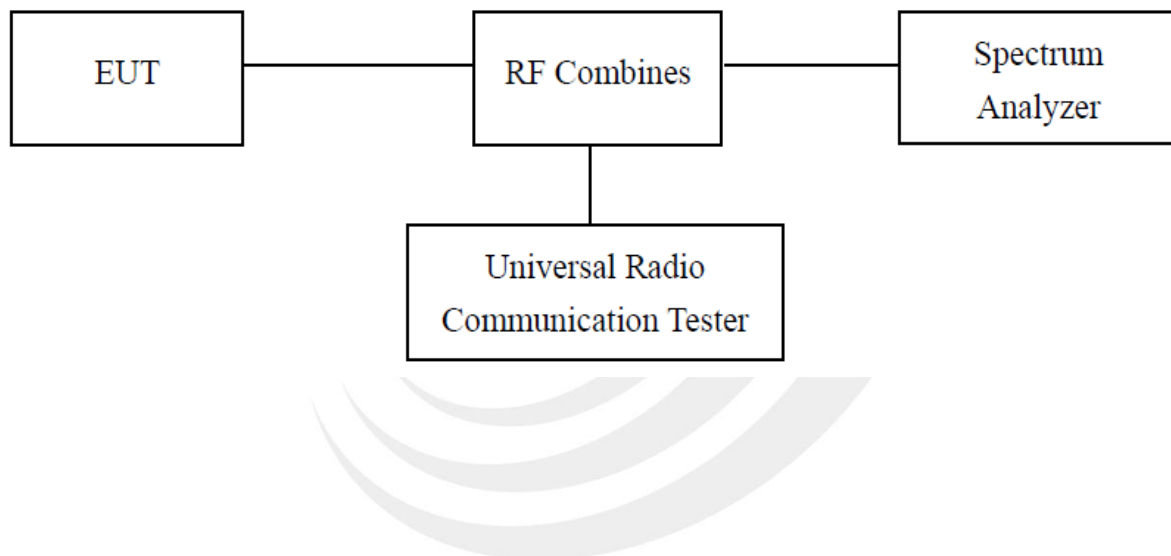 EUT
RF Combines
Spectrum
Analyzer
Universal Radio
Communication Tester